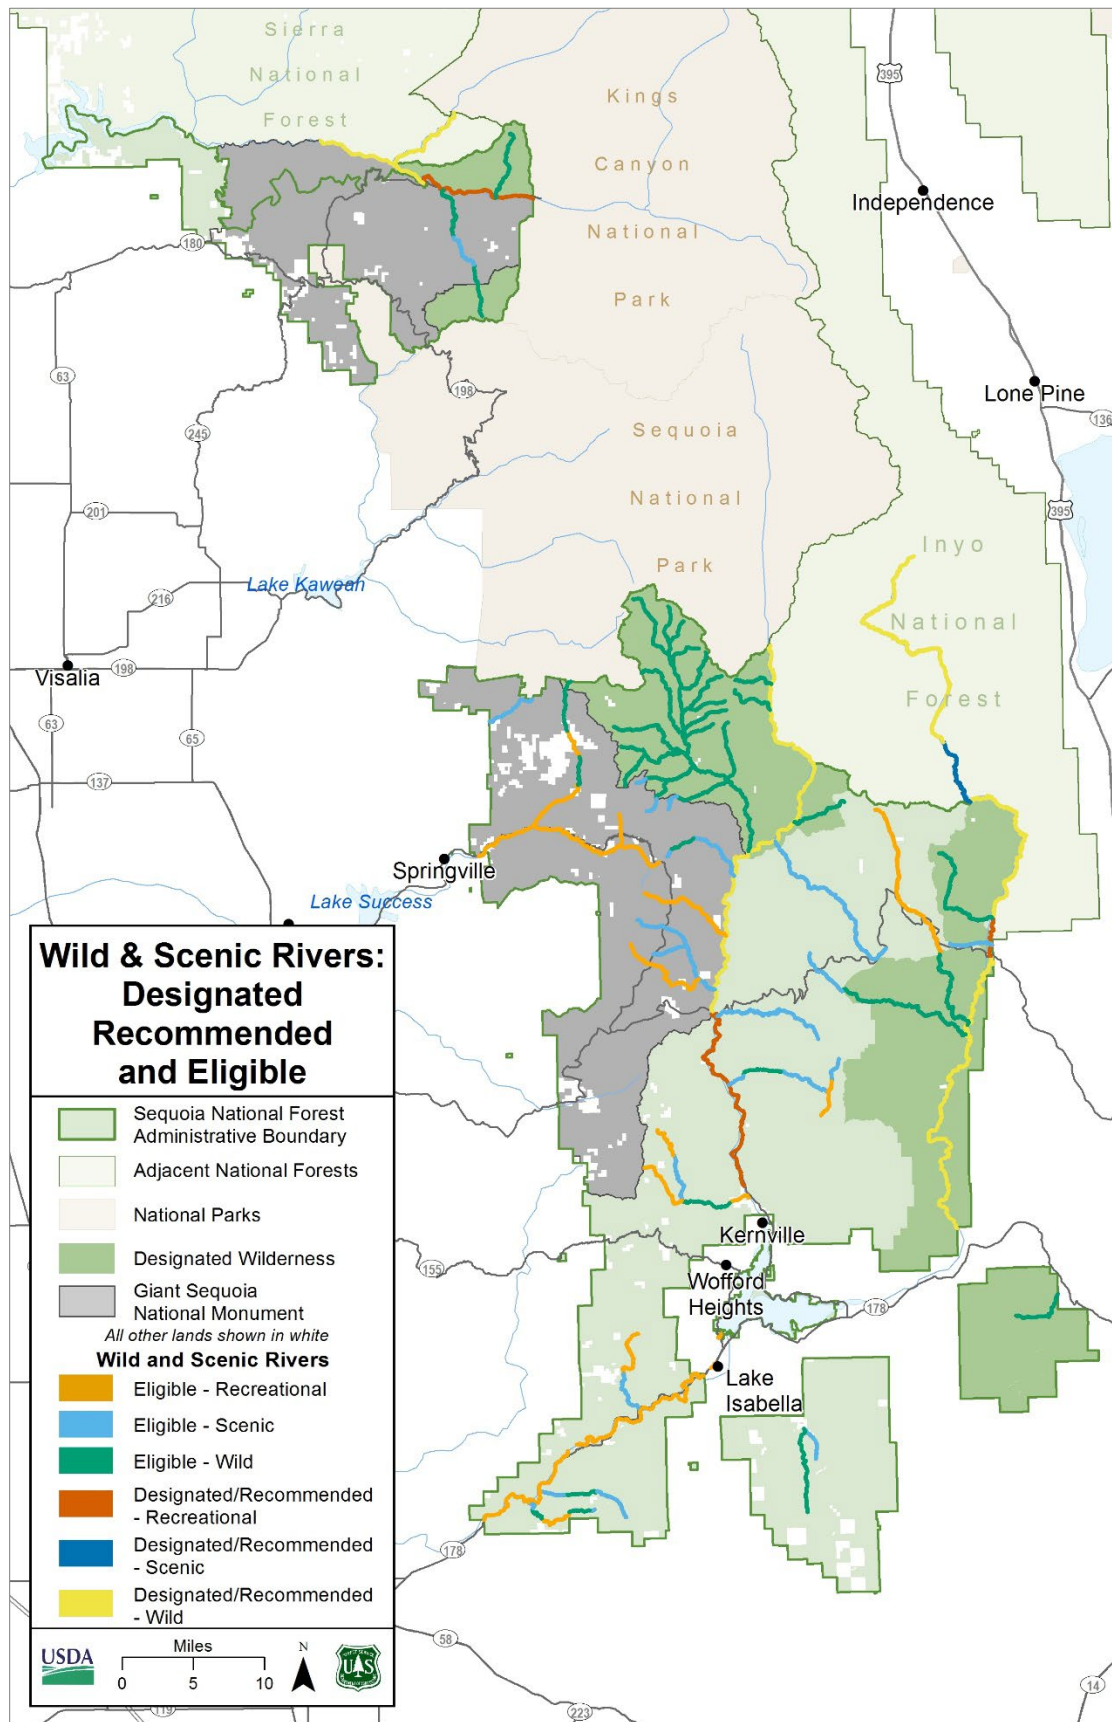 Sierra
National
Forest
Kings
Canyon
National
Park
395
Independence
180
Lone Pine
136
63
198
245
Sequoia
National
Park
201
395
Inyo
National
Forest
Lake Kaweah
216
Visalia
198
63
65
137
Springville
Lake Success
Wild & Scenic Rivers:
Designated
Recommended
and Eligible
Sequoia National Forest
Administrative Boundary
Adjacent National Forests
National Parks
Designated Wilderness
Giant Sequoia
National Monument
All other lands shown in white
Wild and Scenic Rivers
Eligible - Recreational
Eligible - Scenic
Eligible - Wild
Designated/Recommended
- Recreational
Designated/Recommended
- Scenic
Designated/Recommended
- Wild
USDA
Miles
0 5 10
N
US
Kernville
155
Wofford
Heights
178
Lake
Isabella
178
58
14
119
223